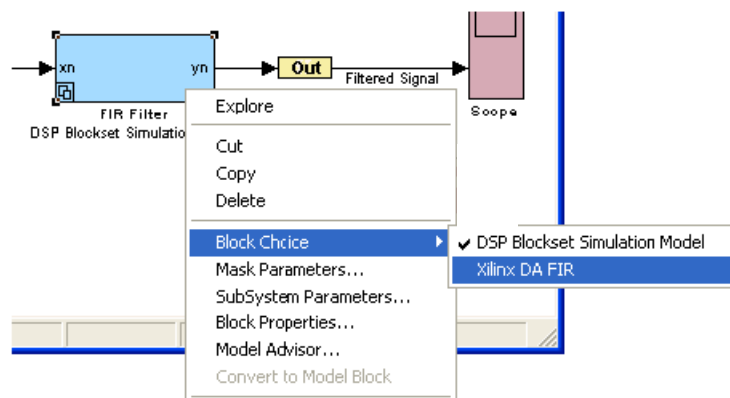 xn
yn
Out
Filtered Signal
FIR Filter
DSP Blockset Simulatio
Scope
Explore
Cut
Copy
Delete
Block Choice
DSP Blockset Simulation Model
Xilinx DA FIR
Mask Parameters...
SubSystem Parameters...
Block Properties...
Model Advisor...
Convert to Model Block